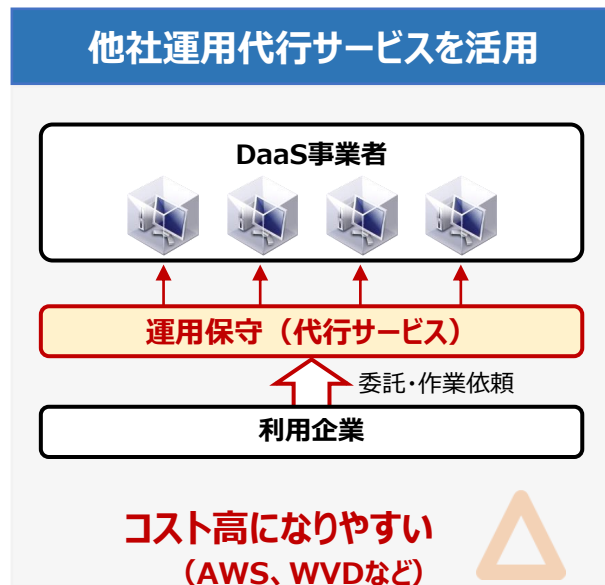 他社運用代行サービスを活用
DaaS事業者
運用保守（代行サービス）
委託・作業依頼
利用企業
コスト高になりやすい
（AWS、WVDなど）